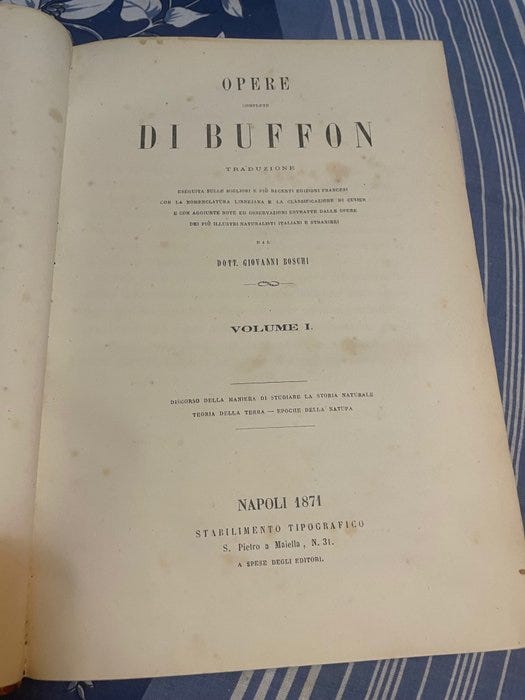 OPERE
COMPLETE
DI BUFFON
TRADUZIONE
ESEGUITA SULLE MIGLIORI E PIÙ RECENTI EDIZIONI FRANCESI
CON LA NOMENCLATURA LINNEIANA E LA CLASSIFICAZIONE DI CUVIER
E CON AGGIUNTE NOTE ED OSSERVAZIONI ESTRATTE DALLE OPERE
DEI PIÙ ILLUSTRI NATURALISTI ITALIANI E STRANIERI
DAL
DOTT. GIOVANNI BOSCHI
VOLUME I.
DISCORSO DELLA MANIERA DI STUDIARE LA STORIA NATURALE
TEORIA DELLA TERRA — EPOCHE DELLA NATURA
NAPOLI 1871
STABILIMENTO TIPOGRAFICO
S. Pietro a Maiella, N. 31.
A SPESE DEGLI EDITORI.